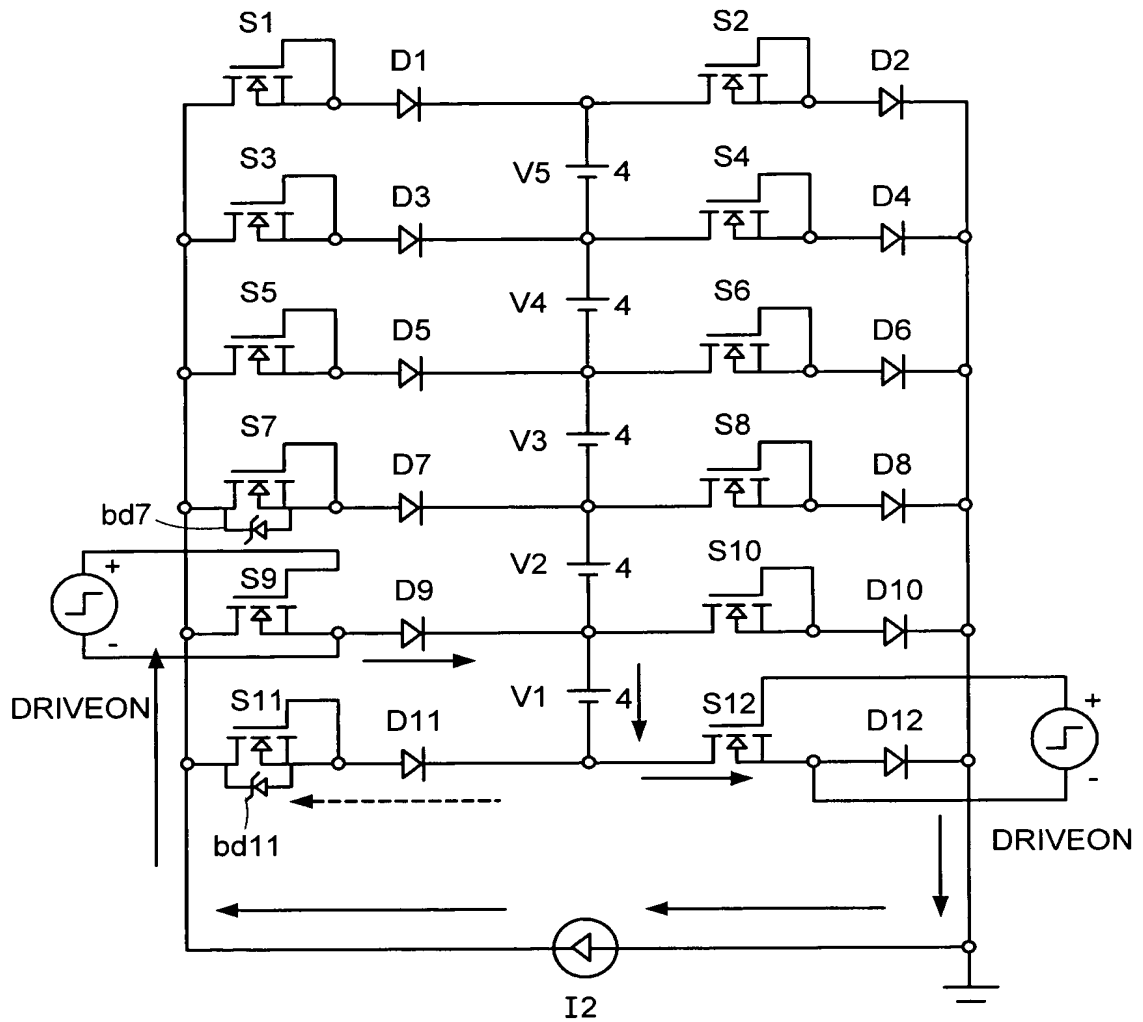 S1 S2
D1 D2
S3 V5 4 S4
D3 D4
S5 V4 4 S6
D5 D6
S7 V3 4 S8
D7 D8
bd7
+ S9 V2 4 S10
D9 D10
-
DRIVEON S11 V1 4 S12 +
D11 D12
-
bd11 DRIVEON
I2